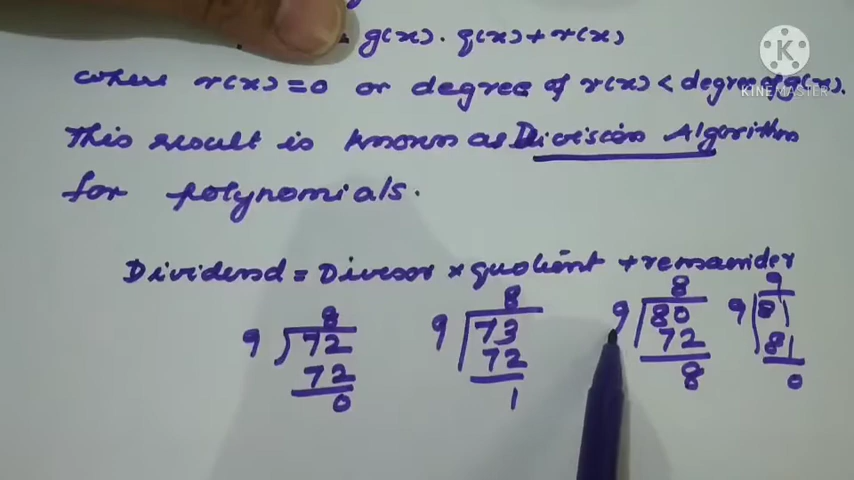 g(x). q(x)+r(x)
where r(x)=0 or degree of r(x) < degree of g(x).
This result is known as Division Algorithm
for polynomials.
Dividend = Divisor × quotient + remainder
8 8 8 9
9 72 9 73 9 80 9 81
72 72 72 81
0 1 8 0
K
KINEMASTER